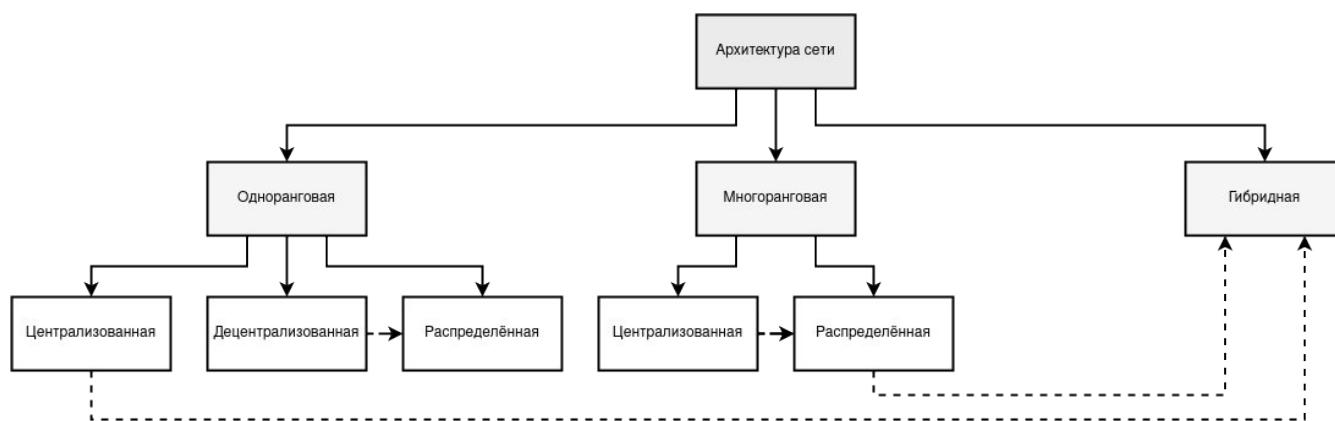 Архитектура сети
Одноранговая
Многоранговая
Гибридная
Централизованная
Децентрализованная
Распределённая
Централизованная
Распределённая